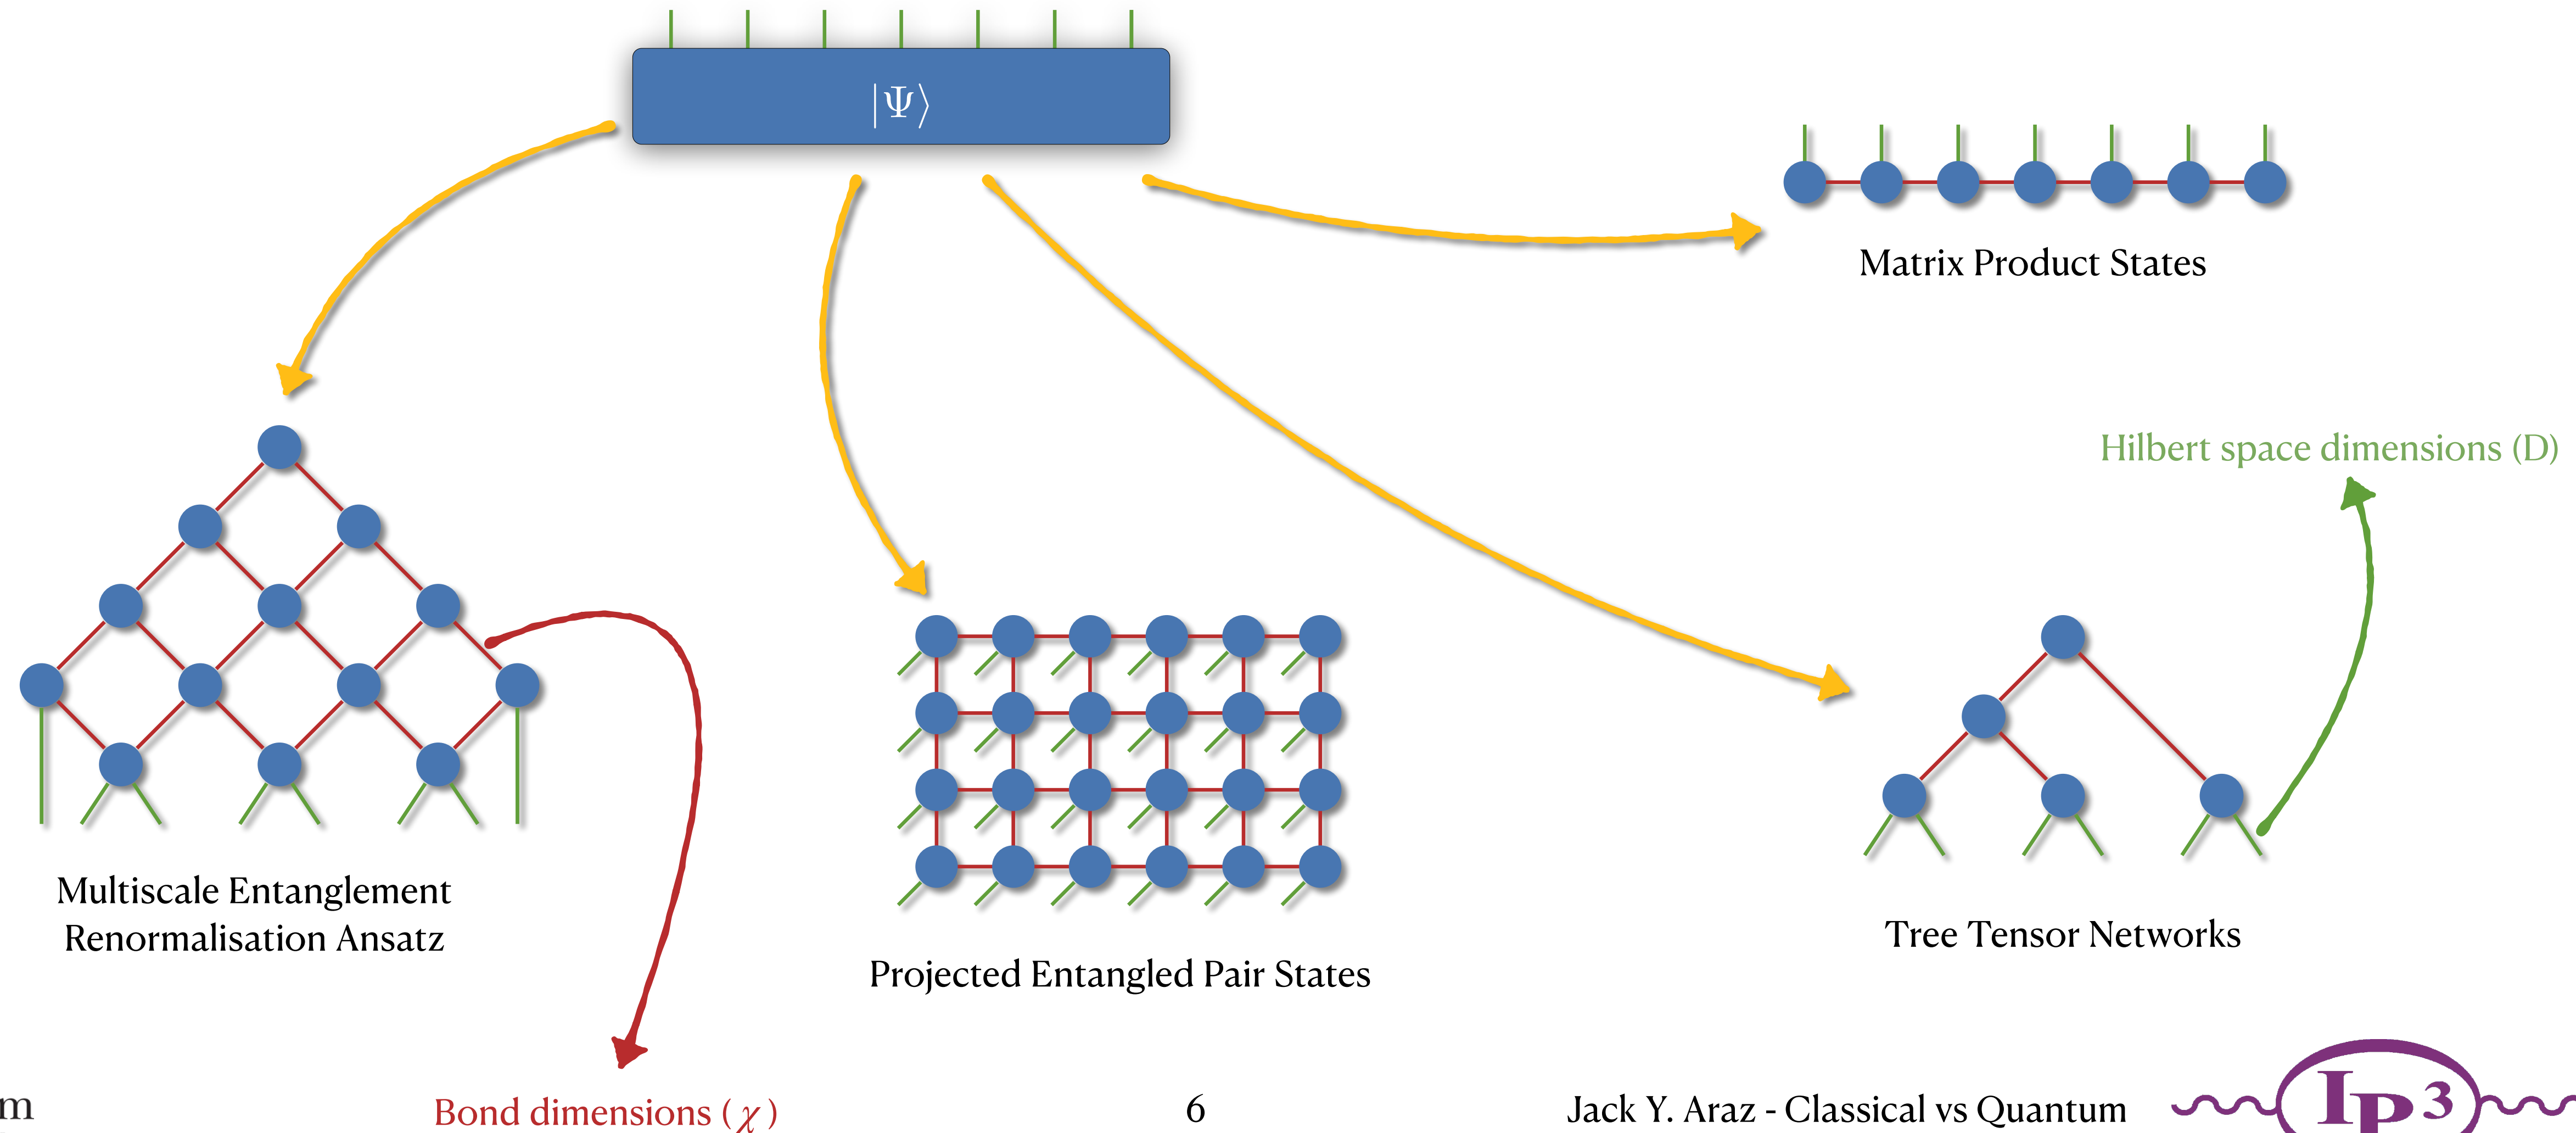 |Ψ⟩
Matrix Product States
Hilbert space dimensions (D)
Multiscale Entanglement
Renormalisation Ansatz
Projected Entangled Pair States
Tree Tensor Networks
Bond dimensions ( χ )
m
6
Jack Y. Araz - Classical vs Quantum
IP3